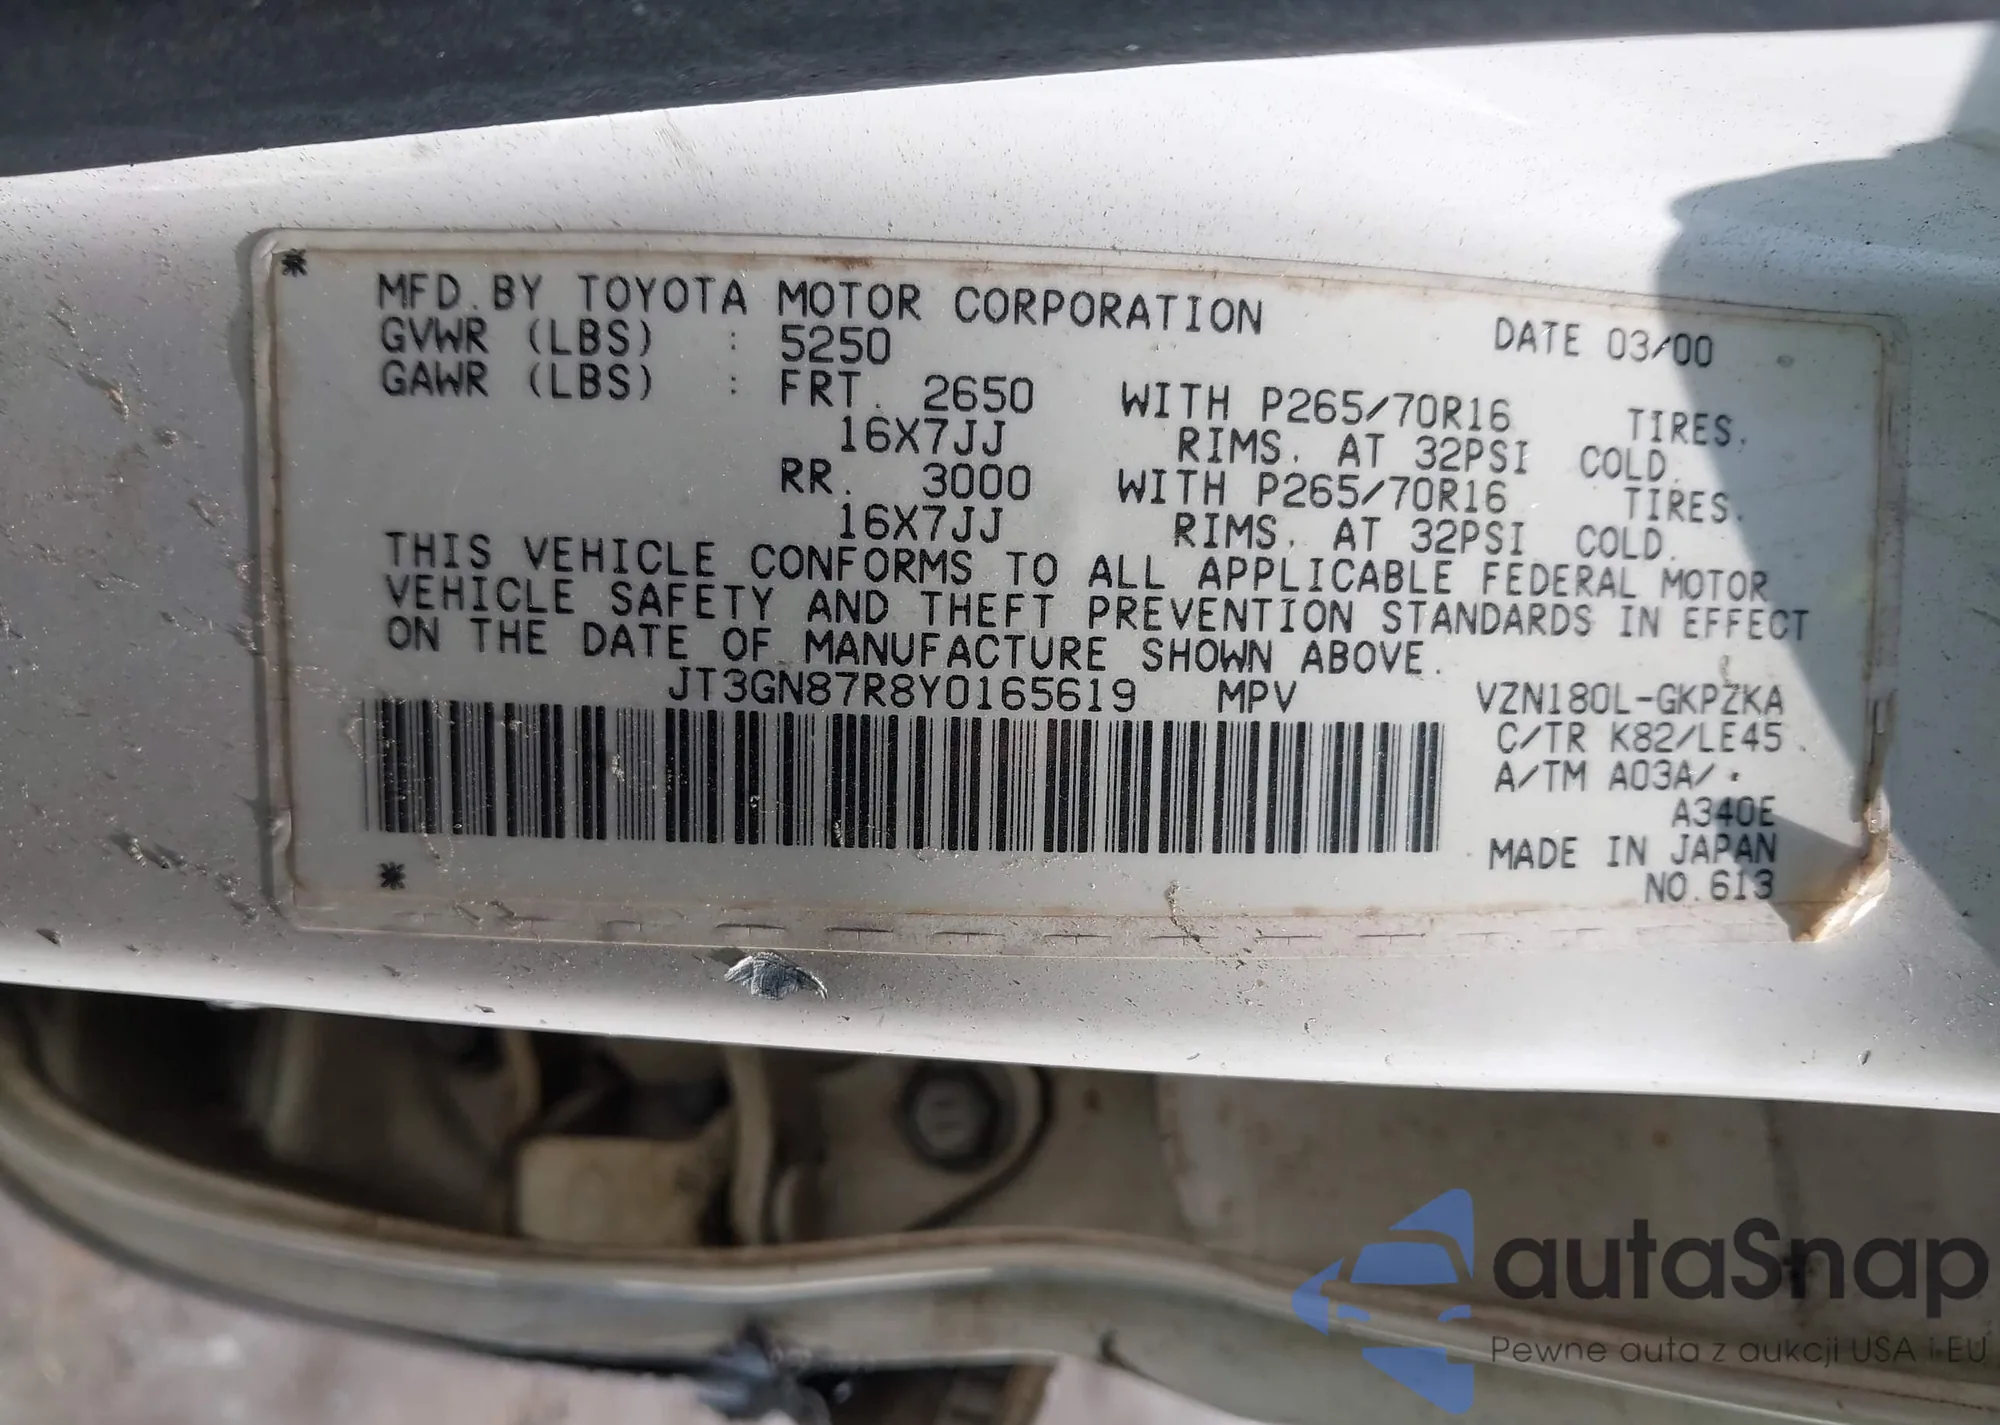 MFD. BY TOYOTA MOTOR CORPORATION DATE 03/00
GVWR (LBS) : 5250
GAWR (LBS) : FRT. 2650 WITH P265/70R16 TIRES.
16X7JJ RIMS. AT 32PSI COLD.
RR. 3000 WITH P265/70R16 TIRES.
16X7JJ RIMS. AT 32PSI COLD.
THIS VEHICLE CONFORMS TO ALL APPLICABLE FEDERAL MOTOR
VEHICLE SAFETY AND THEFT PREVENTION STANDARDS IN EFFECT
ON THE DATE OF MANUFACTURE SHOWN ABOVE.
JT3GN87R8Y0165619 MPV VZN180L-GKPZKA
C/TR K82/LE45
A/TM A03A/
A340E
MADE IN JAPAN
NO.613
autaSnap
Pewne auta z aukcji USA i EU